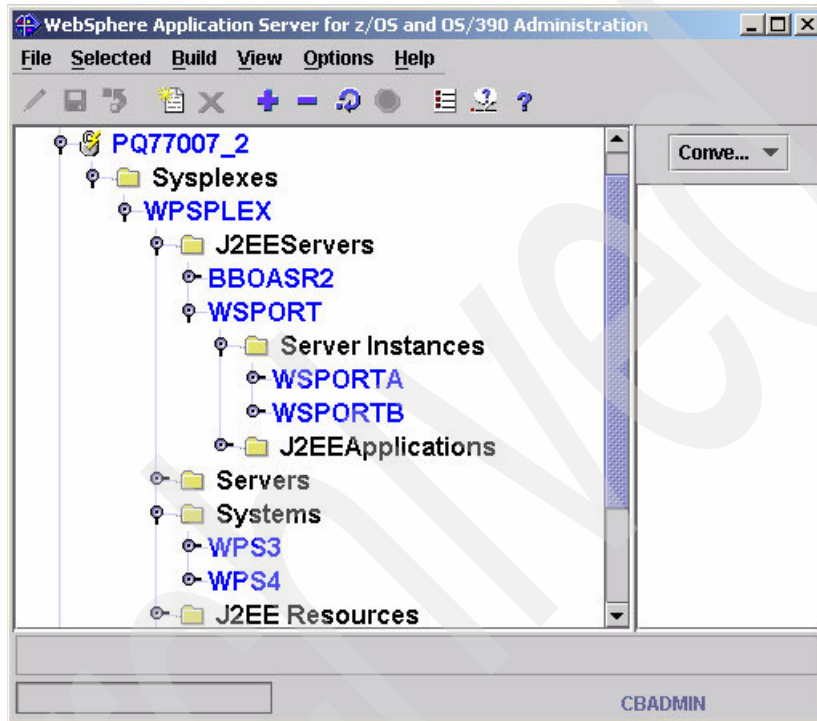 WebSphere Application Server for z/OS and OS/390 Administration
File Selected Build View Options Help
PQ77007_2
Conve...
Sysplexes
WPSPLEX
J2EEServers
BBOASR2
WSPORT
Server Instances
WSPORTA
WSPORTB
J2EEApplications
Servers
Systems
WPS3
WPS4
J2EE Resources
CBADMIN